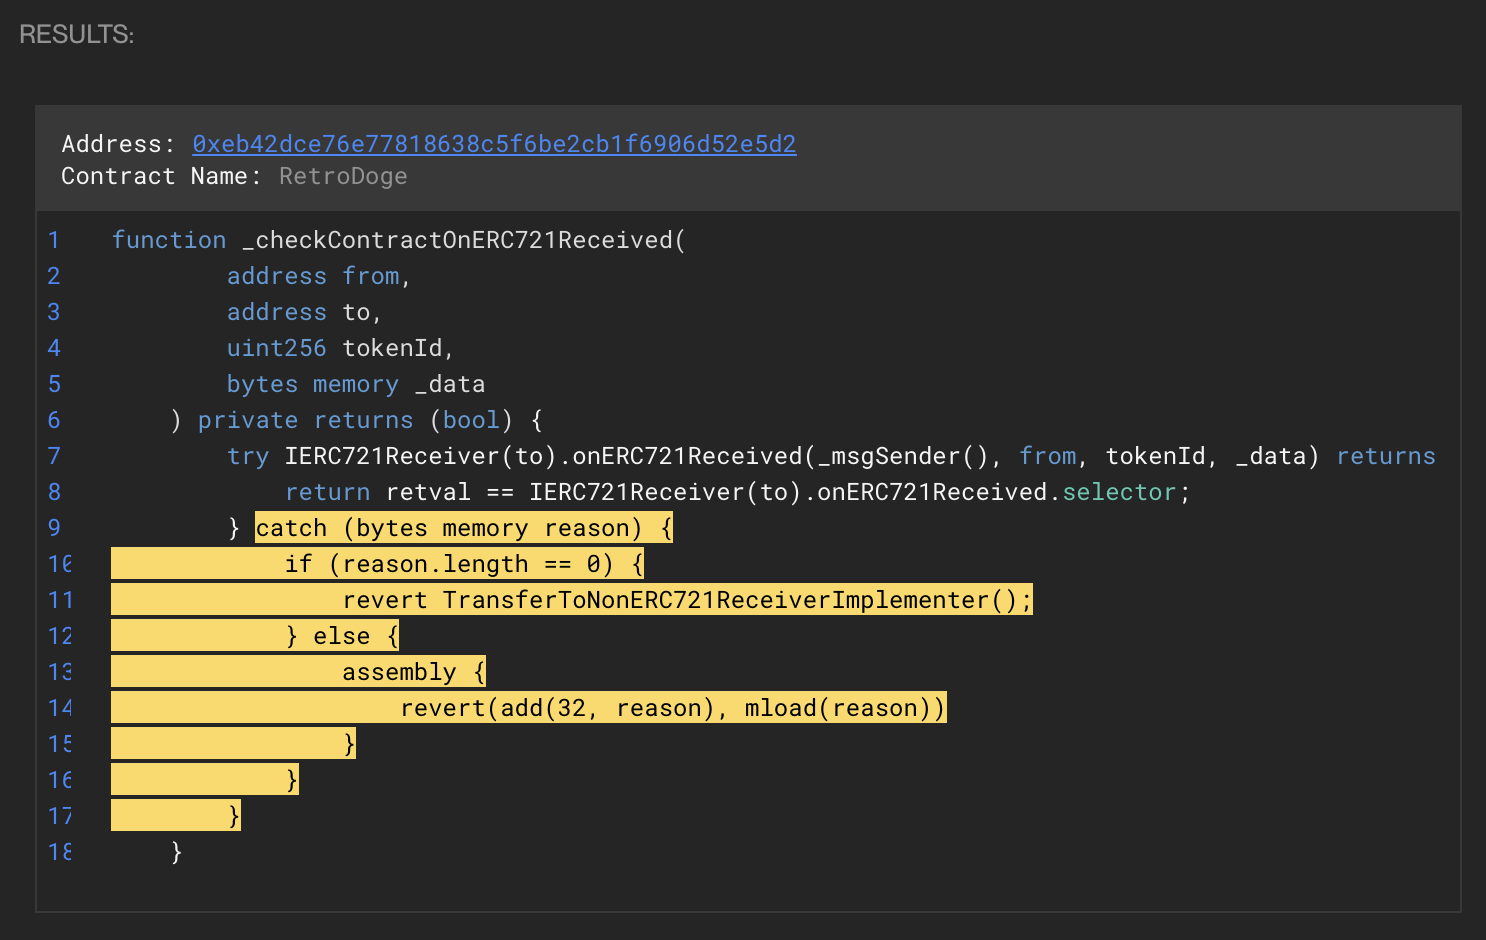 RESULTS:
Address: 0xeb42dce76e77818638c5f6be2cb1f6906d52e5d2
Contract Name: RetroDoge
1 function _checkContractOnERC721Received(
2 address from,
3 address to,
4 uint256 tokenId,
5 bytes memory _data
6 ) private returns (bool) {
7 try IERC721Receiver(to).onERC721Received(_msgSender(), from, tokenId, _data) returns
8 return retval == IERC721Receiver(to).onERC721Received.selector;
9 } catch (bytes memory reason) {
10 if (reason.length == 0) {
11 revert TransferToNonERC721ReceiverImplementer();
12 } else {
13 assembly {
14 revert(add(32, reason), mload(reason))
15 }
16 }
17 }
18 }